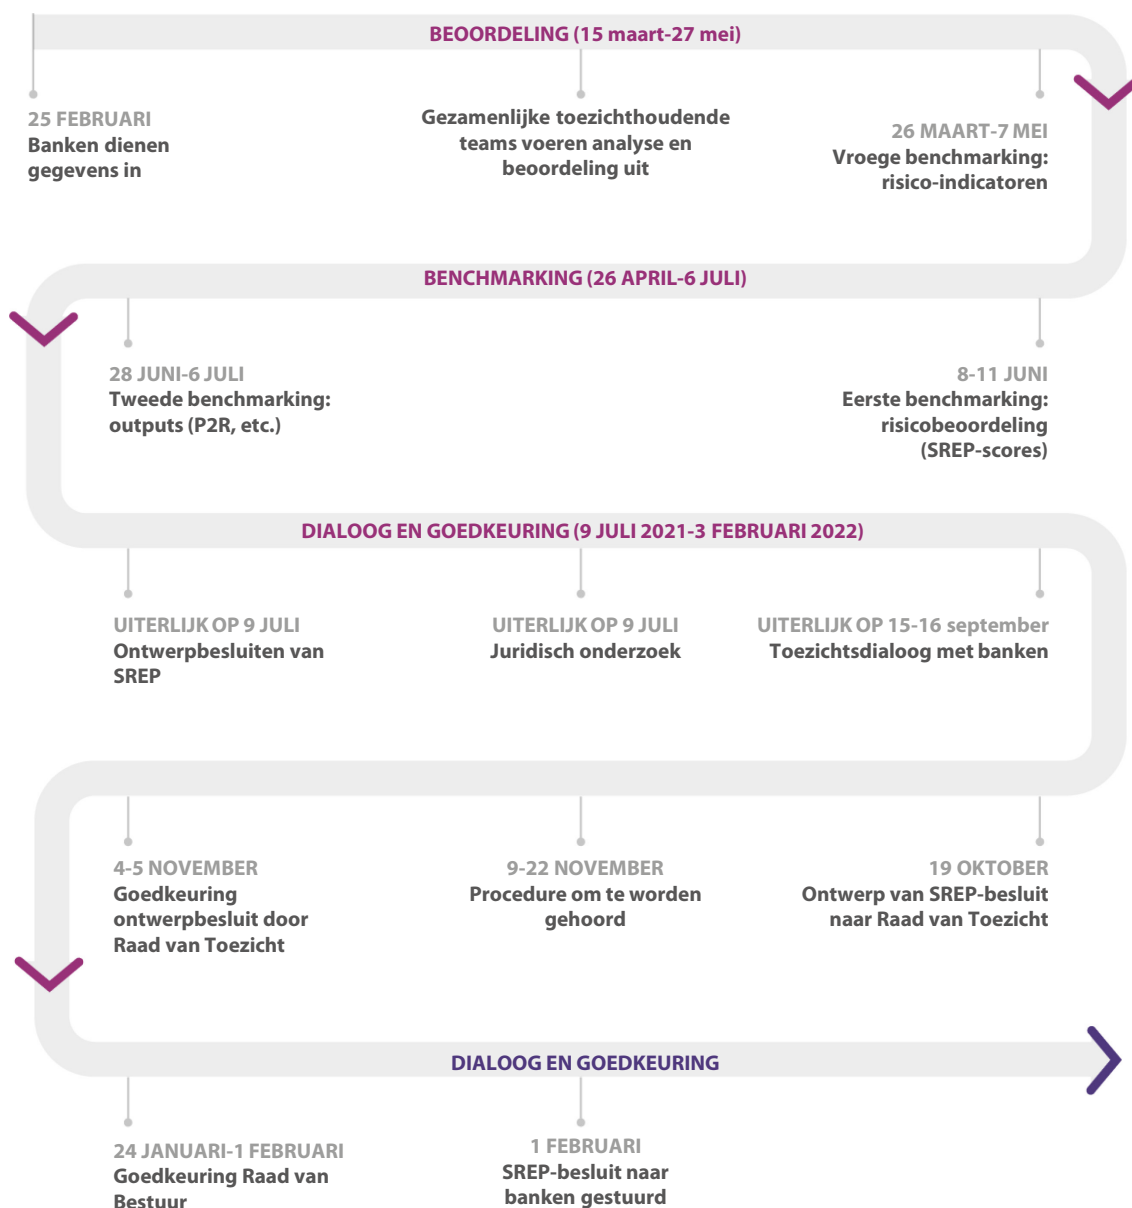 BEOORDELING (15 maart-27 mei)
25 FEBRUARI
Banken dienen
gegevens in
Gezamenlijke toezichthoudende
teams voeren analyse en
beoordeling uit
26 MAART-7 MEI
Vroege benchmarking:
risico-indicatoren
BENCHMARKING (26 APRIL-6 JULI)
28 JUNI-6 JULI
Tweede benchmarking:
outputs (P2R, etc.)
8-11 JUNI
Eerste benchmarking:
risicobeoordeling
(SREP-scores)
DIALOOG EN GOEDKEURING (9 JULI 2021-3 FEBRUARI 2022)
UITERLIJK OP 9 JULI
Ontwerpbesluiten van
SREP
UITERLIJK OP 9 JULI
Juridisch onderzoek
UITERLIJK OP 15-16 september
Toezichtsdialoog met banken
4-5 NOVEMBER
Goedkeuring
ontwerpbesluit door
Raad van Toezicht
9-22 NOVEMBER
Procedure om te worden
gehoord
19 OKTOBER
Ontwerp van SREP-besluit
naar Raad van Toezicht
DIALOOG EN GOEDKEURING
24 JANUARI-1 FEBRUARI
Goedkeuring Raad van
Bestuur
1 FEBRUARI
SREP-besluit naar
banken gestuurd